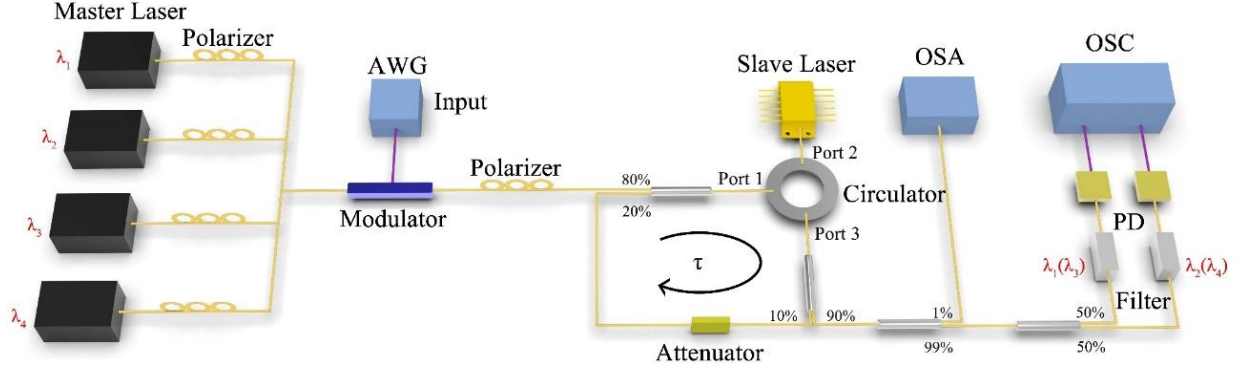 Master Laser
λ1
Polarizer
λ2
λ3
λ4
AWG
Input
Modulator
Polarizer
80%
20%
Port 1
Slave Laser
Port 2
Circulator
Port 3
τ
Attenuator
10%
90%
OSA
1%
99%
OSC
PD
λ1(λ3)
λ2(λ4)
Filter
50%
50%